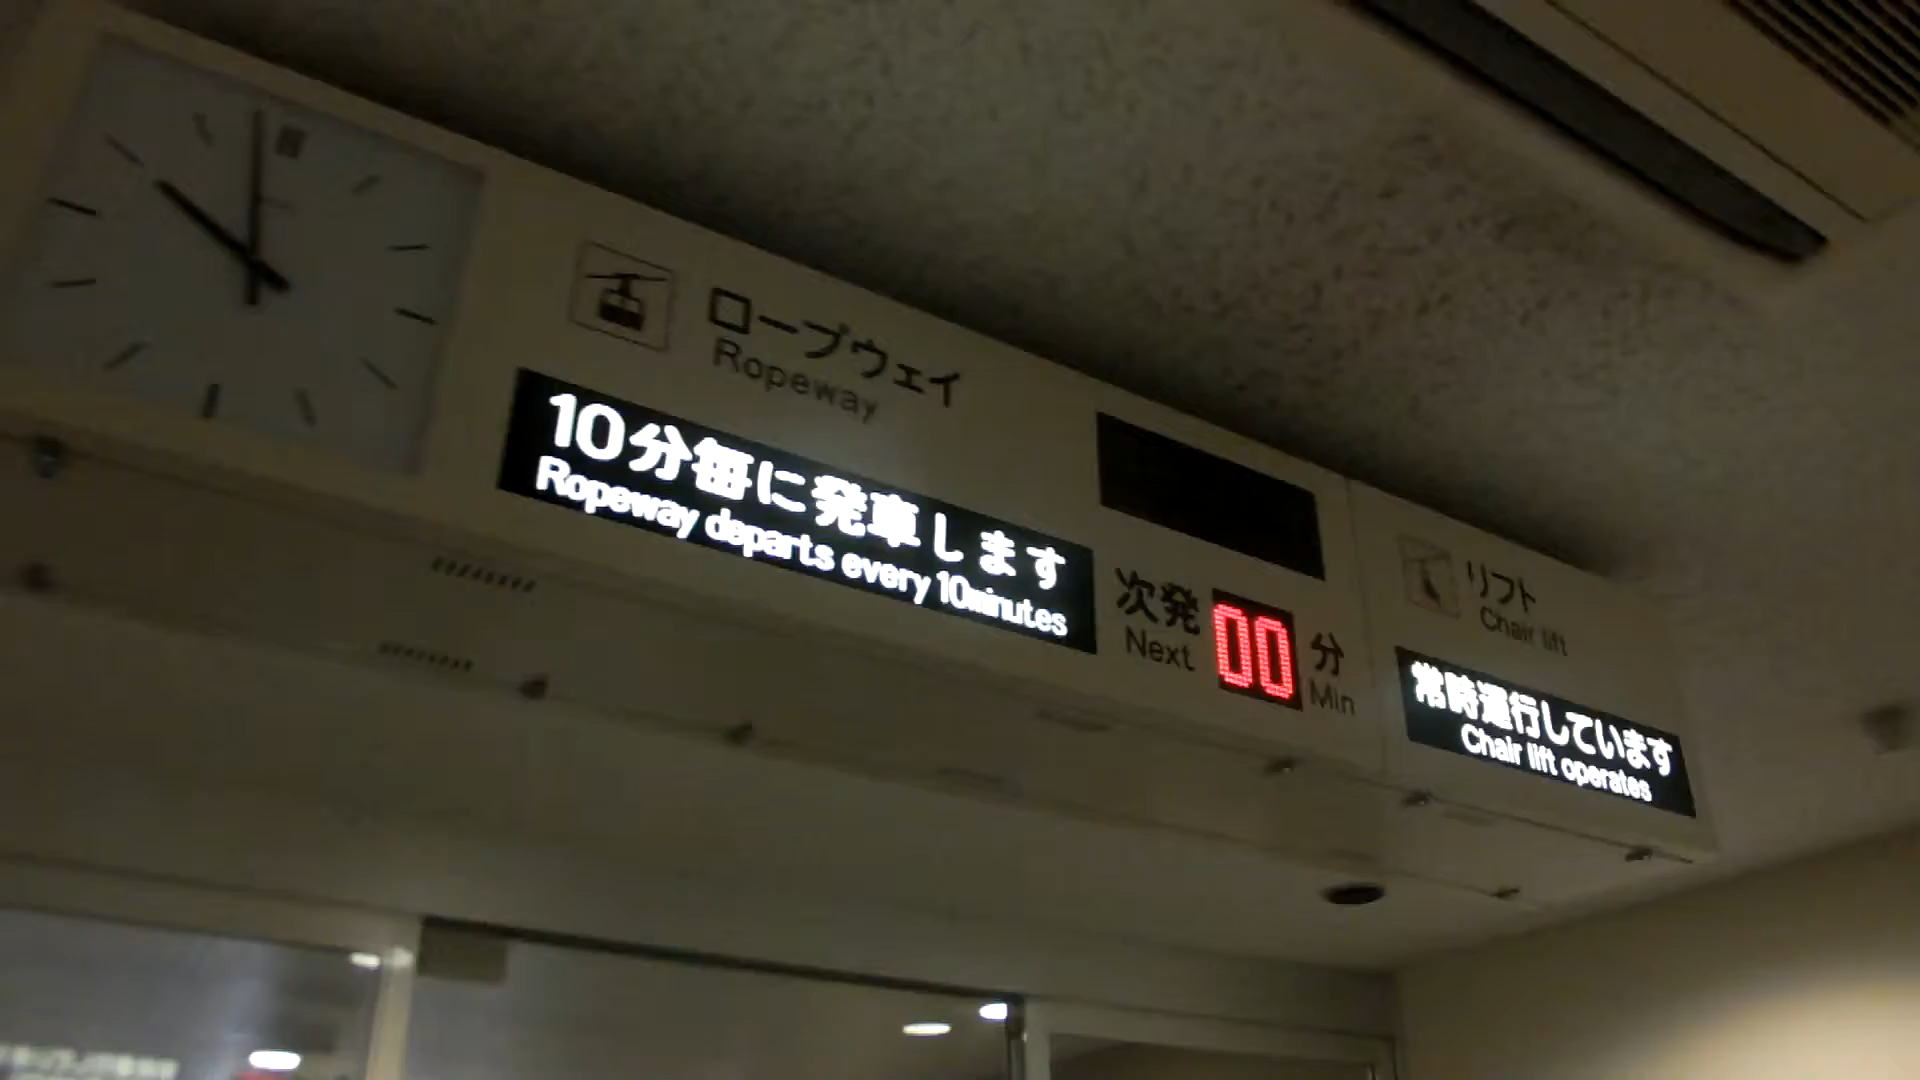 ロープウェイ
Ropeway
10分毎に発車します
Ropeway departs every 10minutes
次発 00 分
Next Min
リフト
Chair lift
常時運行しています
Chair lift operates